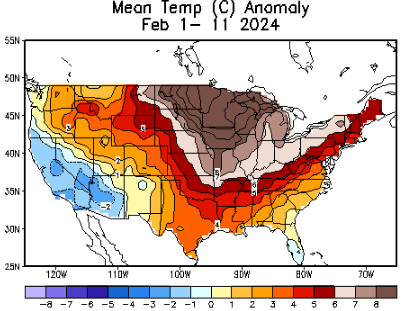 Mean Temp (C) Anomaly
Feb 1- 11 2024
55N
50N
45N
40N
35N
30N
25N
120W 110W 100W 90W 80W 70W
-8 -7 -6 -5 -4 -3 -2 -1 0 1 2 3 4 5 6 7 8